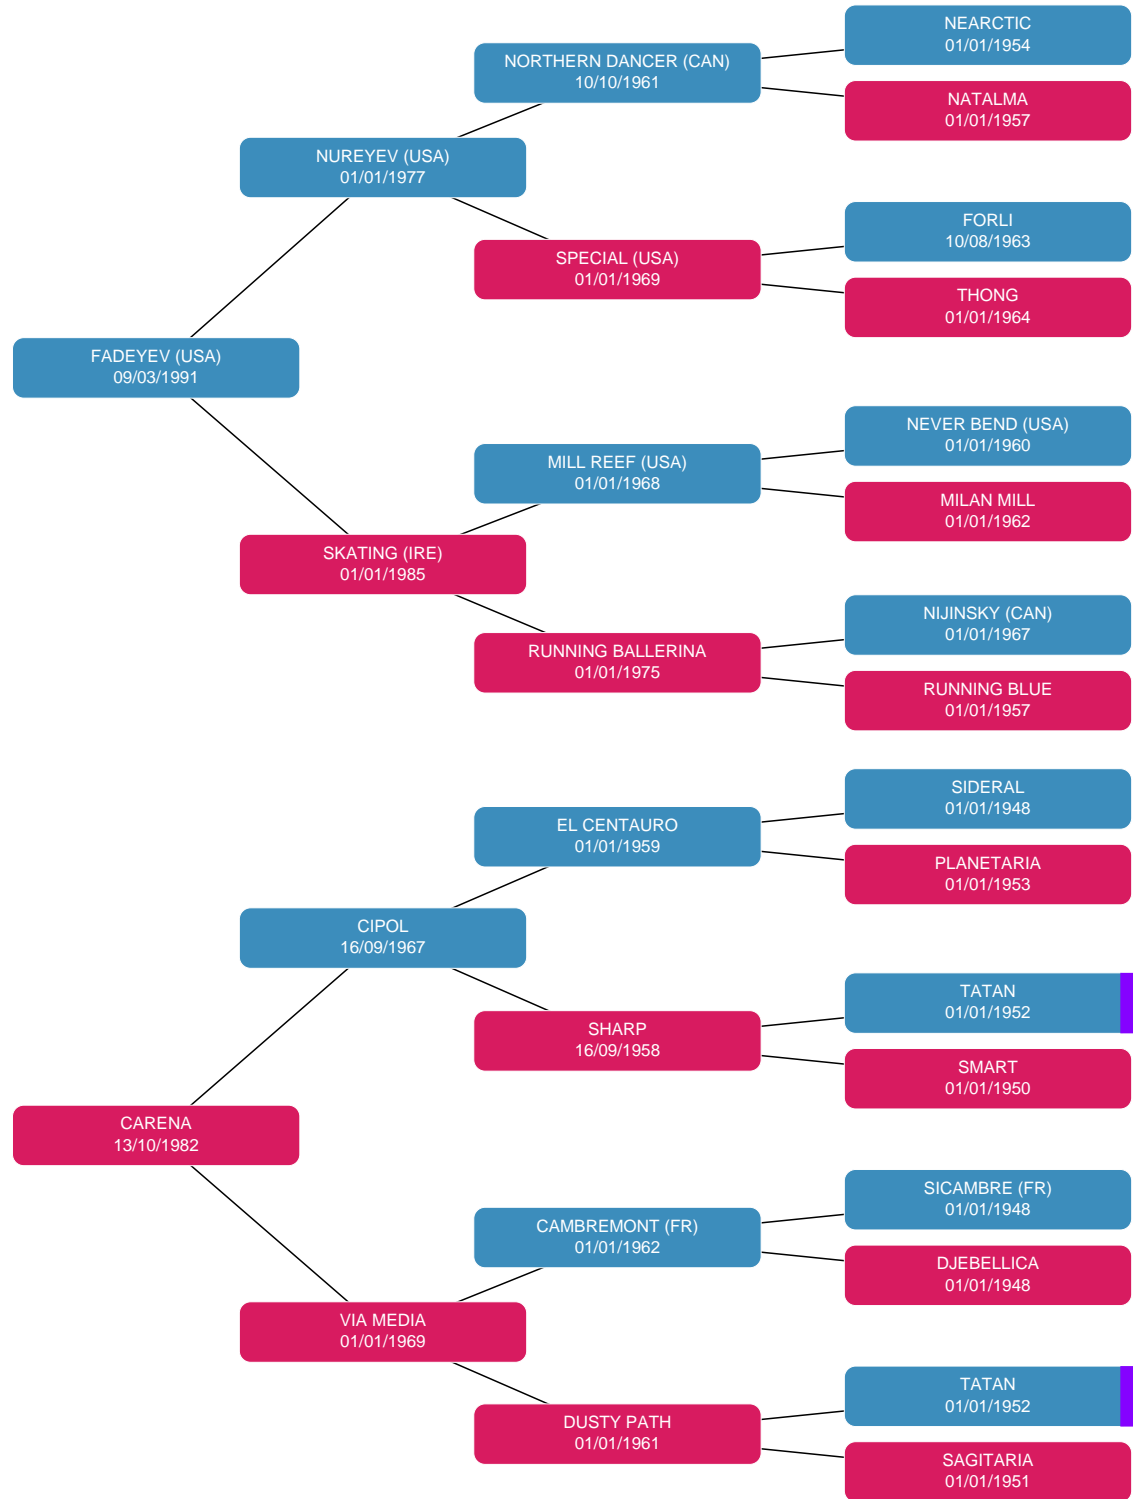 NEARCTIC
01/01/1954
NORTHERN DANCER (CAN)
10/10/1961
NATALMA
01/01/1957
NUREYEV (USA)
01/01/1977
FORLI
10/08/1963
SPECIAL (USA)
01/01/1969
THONG
01/01/1964
FADEYEV (USA)
09/03/1991
NEVER BEND (USA)
01/01/1960
MILL REEF (USA)
01/01/1968
MILAN MILL
01/01/1962
SKATING (IRE)
01/01/1985
NIJINSKY (CAN)
01/01/1967
RUNNING BALLERINA
01/01/1975
RUNNING BLUE
01/01/1957
SIDERAL
01/01/1948
EL CENTAURO
01/01/1959
PLANETARIA
01/01/1953
CIPOL
16/09/1967
TATAN
01/01/1952
SHARP
16/09/1958
SMART
01/01/1950
CARENA
13/10/1982
SICAMBRE (FR)
01/01/1948
CAMBREMONT (FR)
01/01/1962
DJEBELLICA
01/01/1948
VIA MEDIA
01/01/1969
TATAN
01/01/1952
DUSTY PATH
01/01/1961
SAGITARIA
01/01/1951